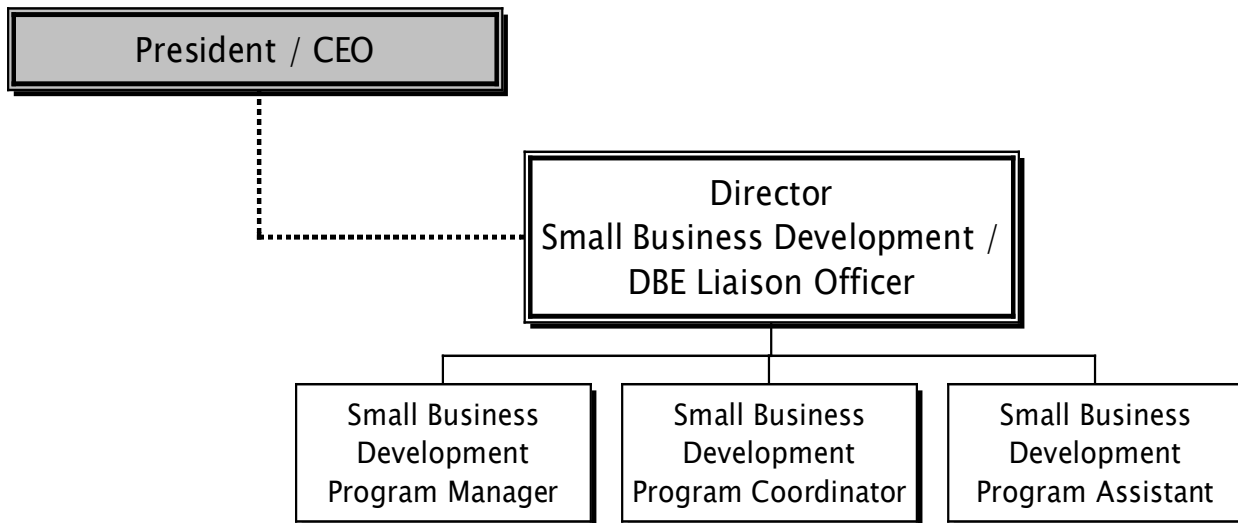 President / CEO
Director
Small Business Development /
DBE Liaison Officer
Small Business
Development
Program Manager
Small Business
Development
Program Coordinator
Small Business
Development
Program Assistant